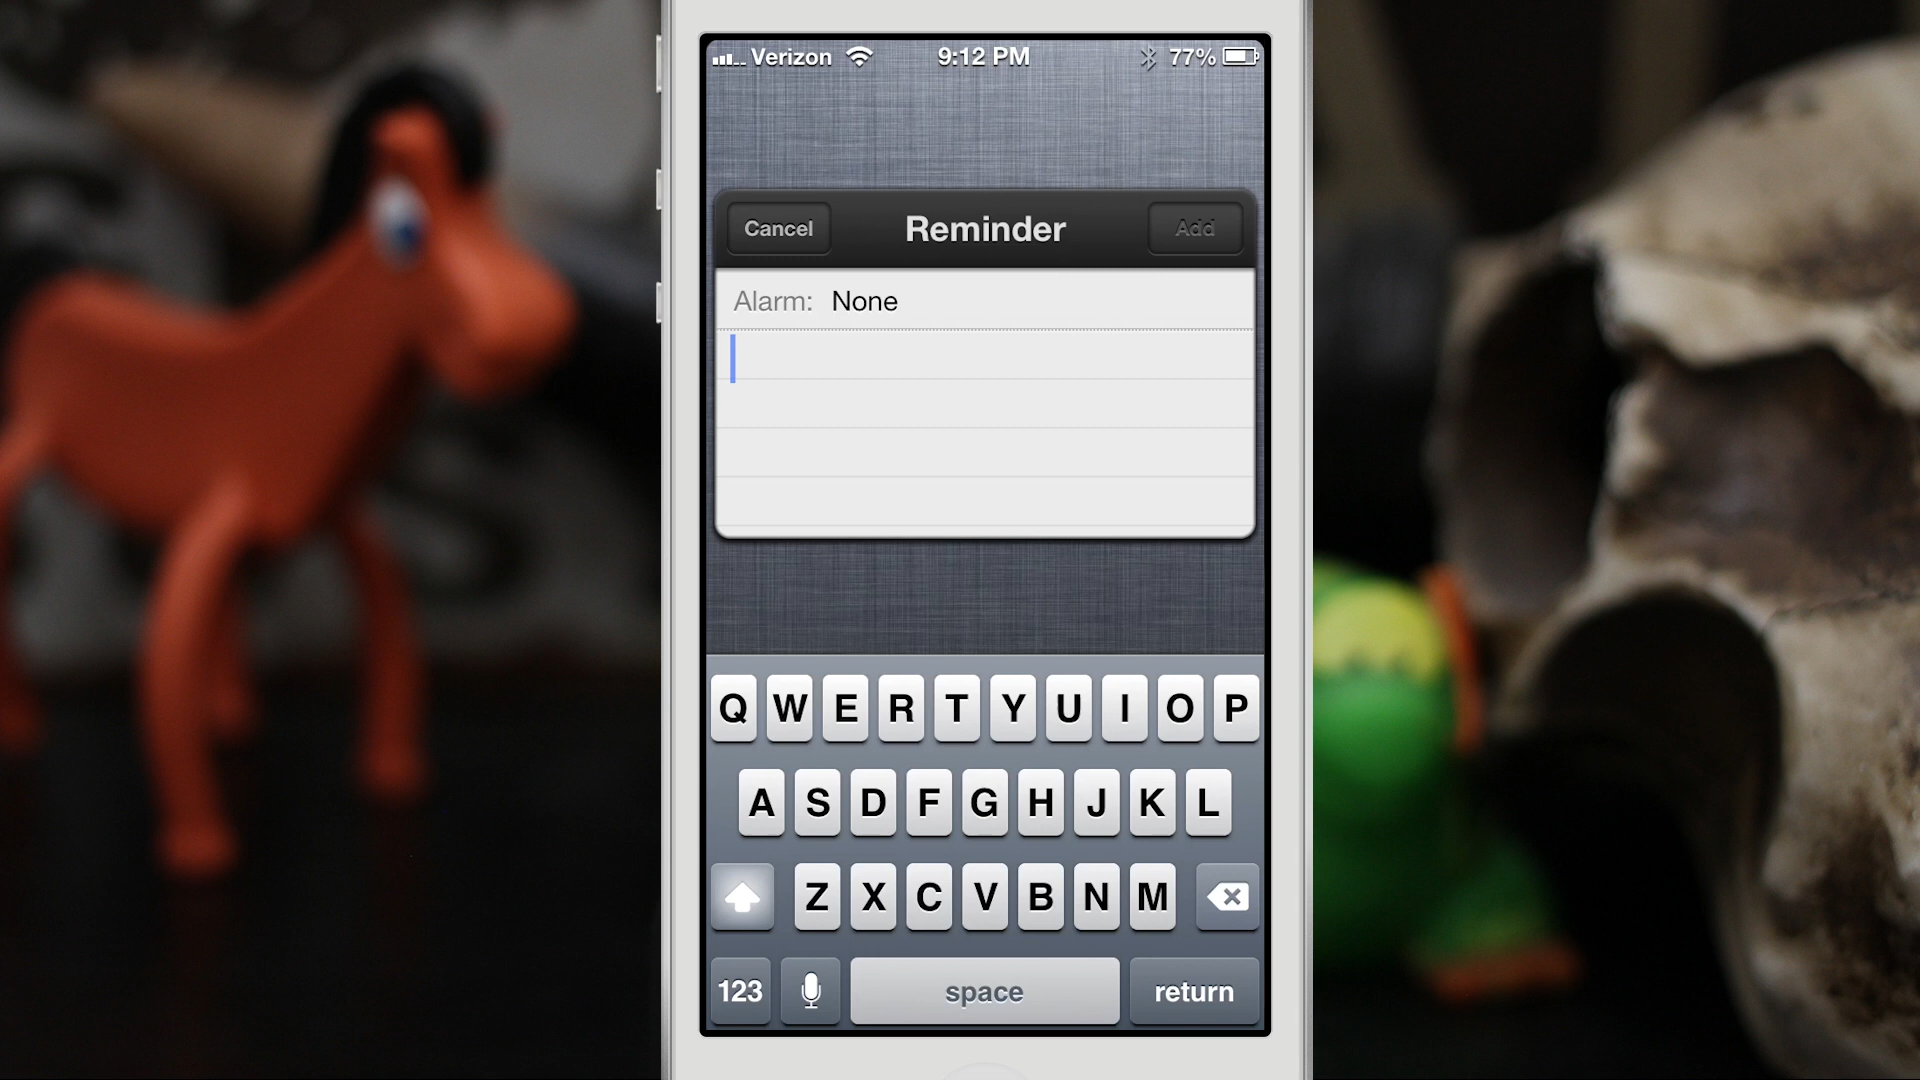 Verizon 9:12 PM 77%
Cancel Reminder Add
Alarm: None
Q W E R T Y U I O P
A S D F G H J K L
Z X C V B N M
123 space return